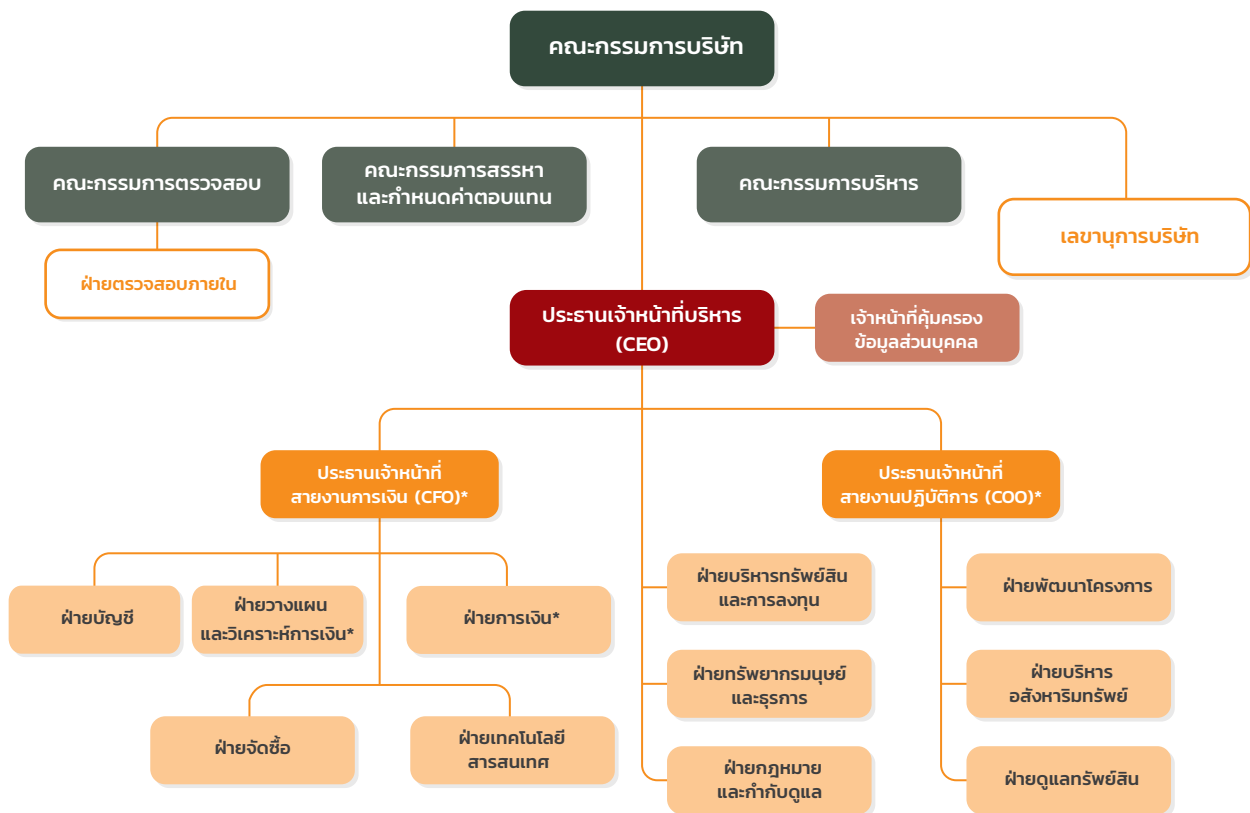 คณะกรรมการบริษัท
คณะกรรมการตรวจสอบ
คณะกรรมการสรรหา
และกำหนดค่าตอบแทน
คณะกรรมการบริหาร
เลขานุการบริษัท
ฝ่ายตรวจสอบภายใน
ประธานเจ้าหน้าที่บริหาร
(CEO)
เจ้าหน้าที่คุ้มครอง
ข้อมูลส่วนบุคคล
ประธานเจ้าหน้าที่
สายงานการเงิน (CFO)*
ประธานเจ้าหน้าที่
สายงานปฏิบัติการ (COO)*
ฝ่ายบัญชี
ฝ่ายวางแผน
และวิเคราะห์การเงิน*
ฝ่ายการเงิน*
ฝ่ายบริหารทรัพย์สิน
และการลงทุน
ฝ่ายพัฒนาโครงการ
ฝ่ายจัดซื้อ
ฝ่ายเทคโนโลยี
สารสนเทศ
ฝ่ายทรัพยากรมนุษย์
และธุรการ
ฝ่ายบริหาร
อสังหาริมทรัพย์
ฝ่ายกฎหมาย
และกำกับดูแล
ฝ่ายดูแลทรัพย์สิน